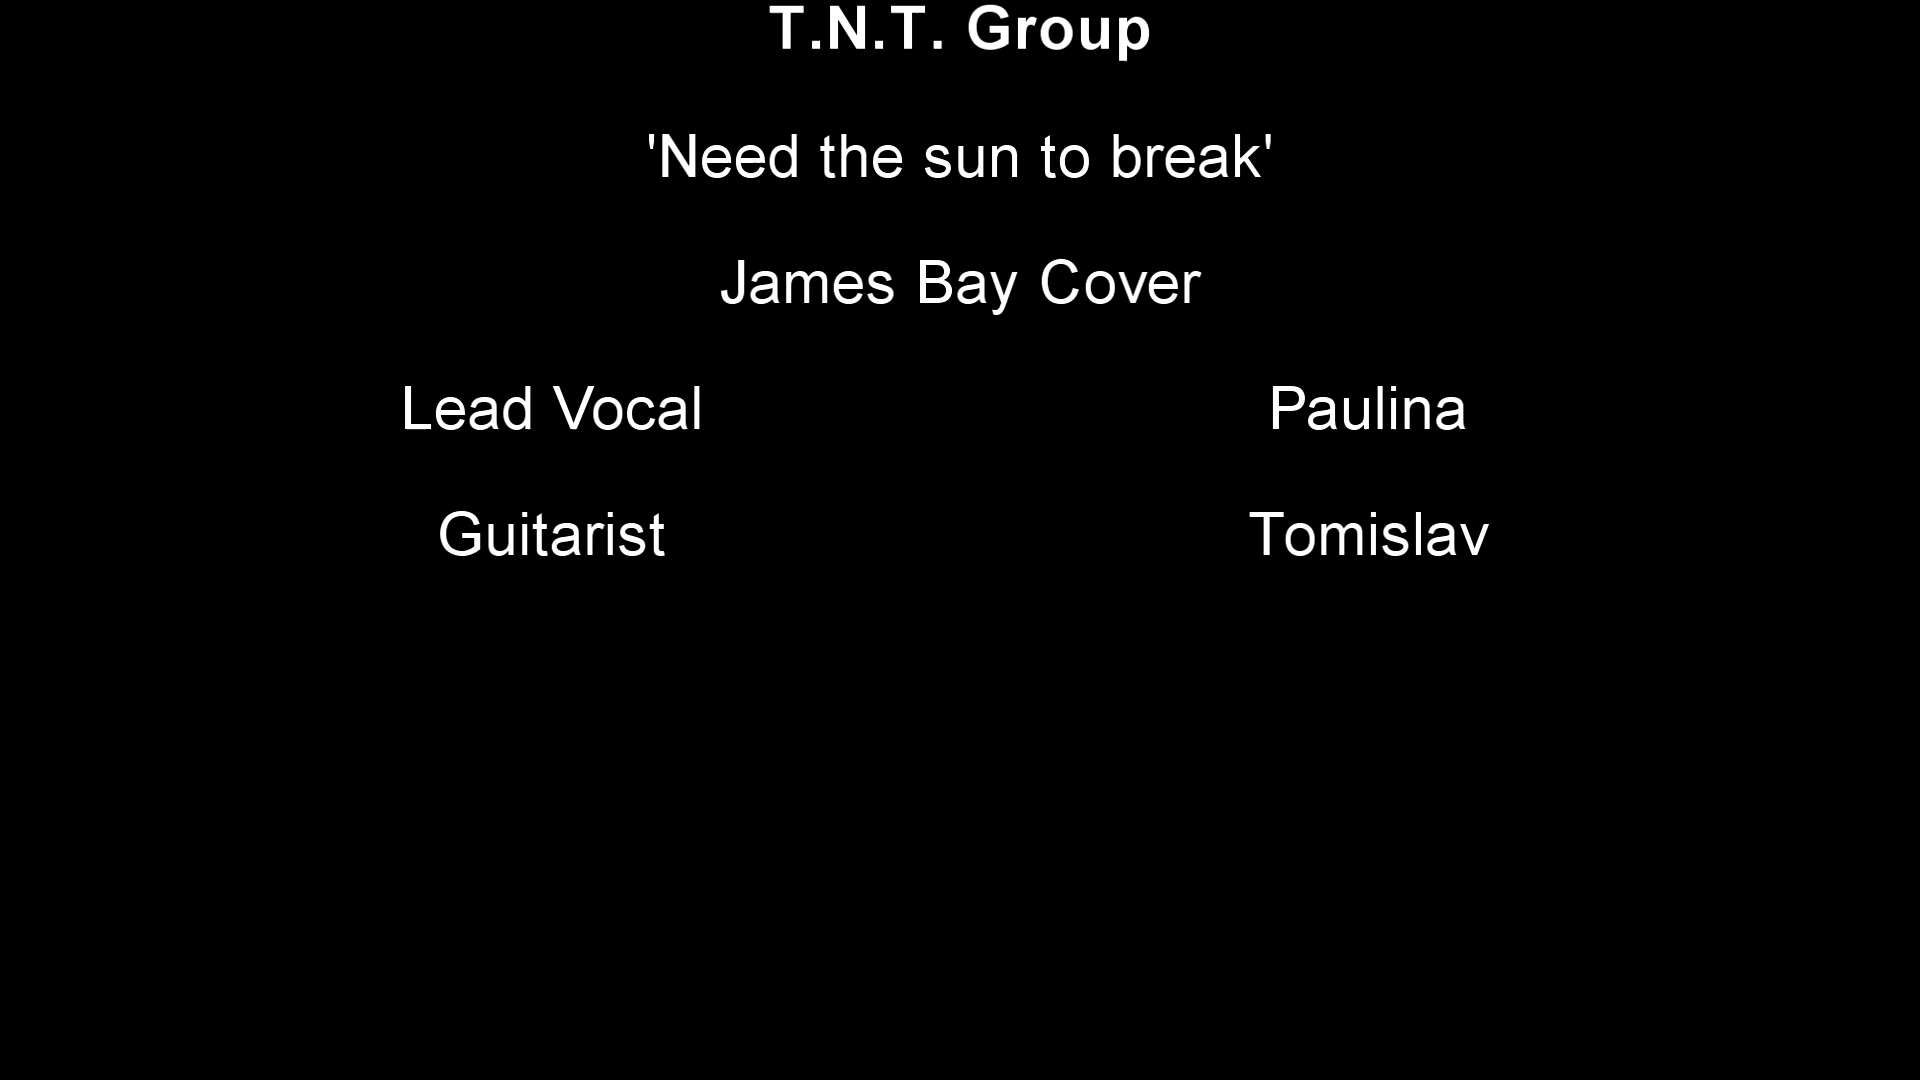 T.N.T. Group
'Need the sun to break'
James Bay Cover
Lead Vocal Paulina
Guitarist Tomislav